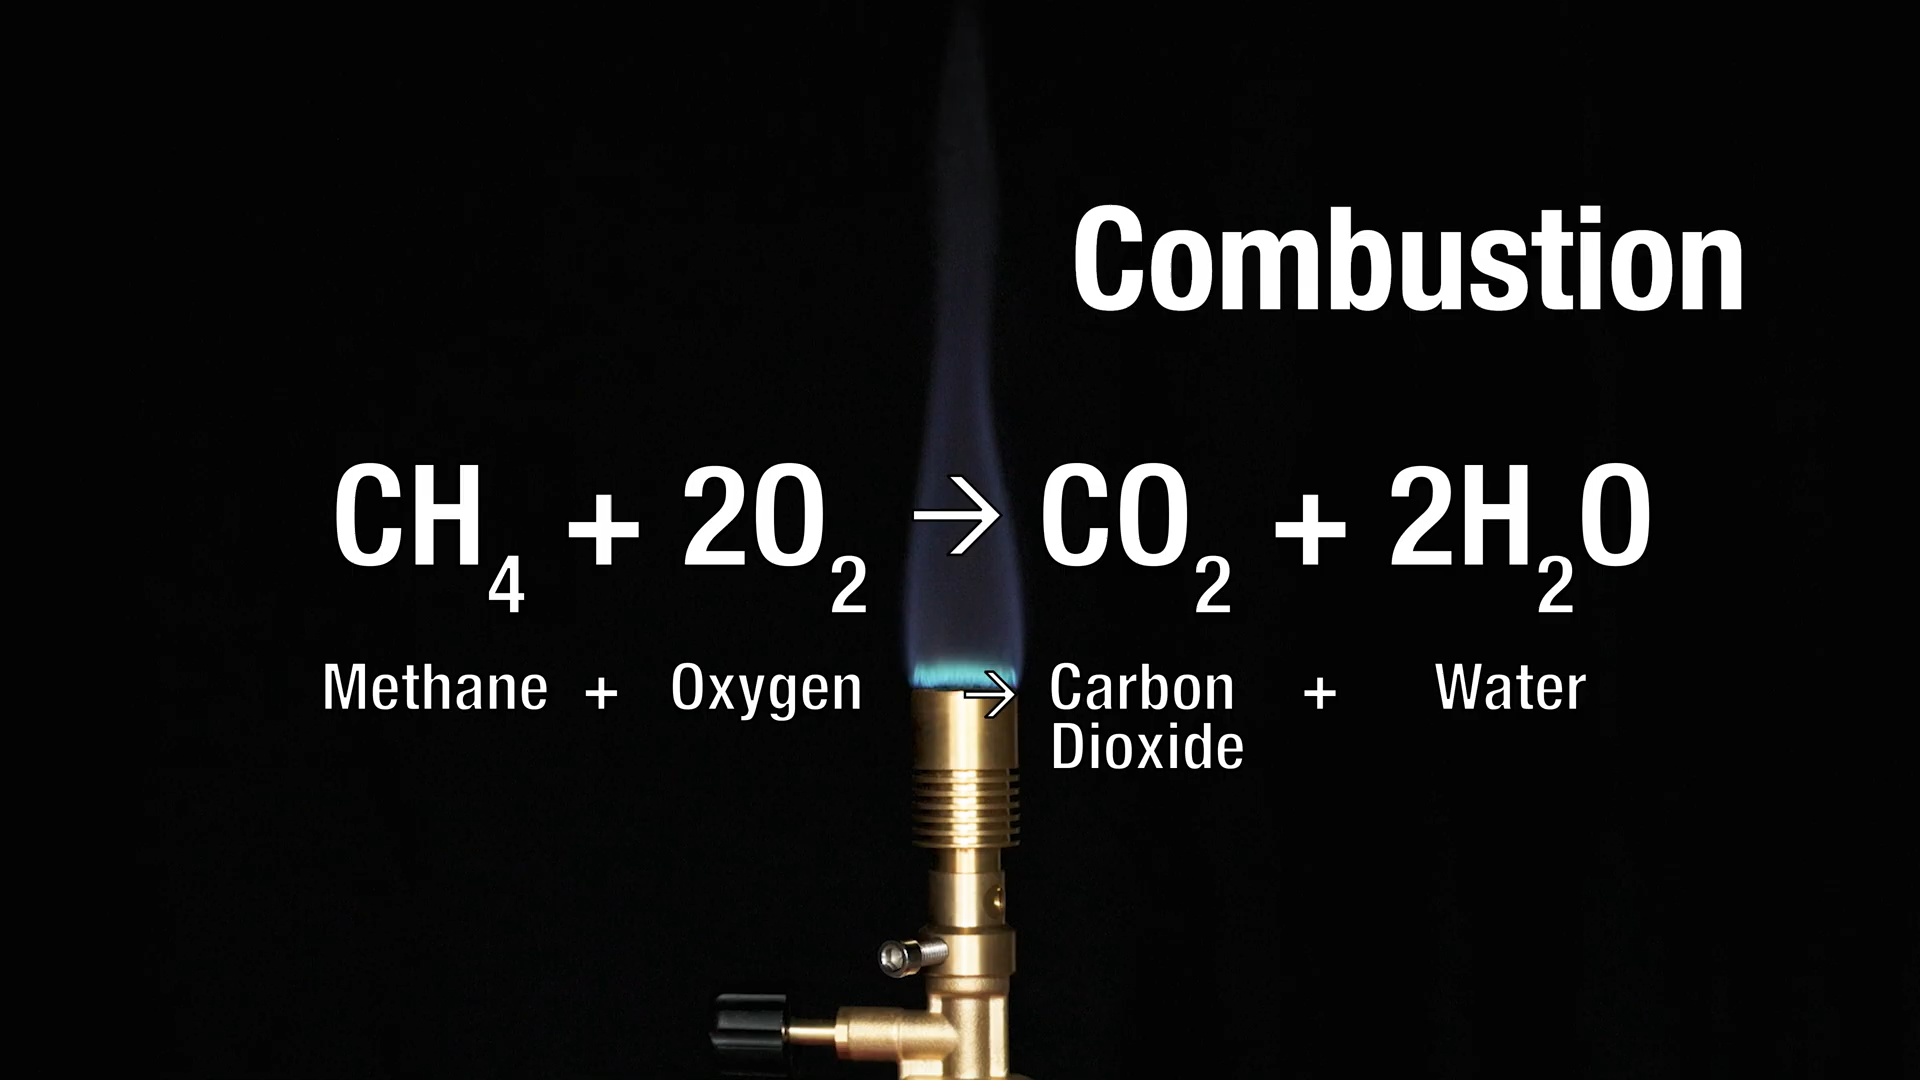 Combustion
CH₄ + 2O₂ → CO₂ + 2H₂O
Methane + Oxygen → Carbon Dioxide + Water